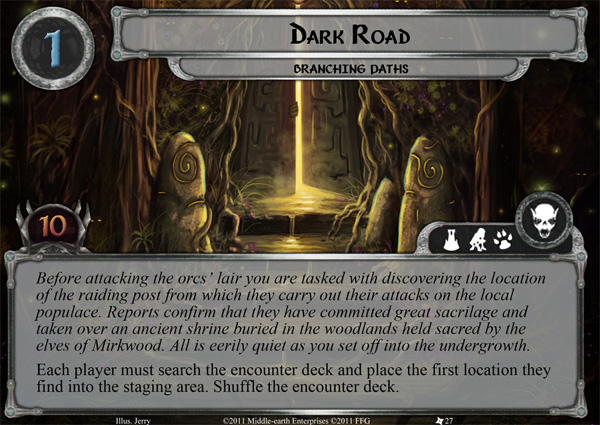 1
DARK ROAD
BRANCHING PATHS
10
Before attacking the orcs' lair you are tasked with discovering the location
of the raiding post from which they carry out their attacks on the local
populace. Reports confirm that they have committed great sacrilage and
taken over an ancient shrine buried in the woodlands held sacred by the
elves of Mirkwood. All is eerily quiet as you set off into the undergrowth.
Each player must search the encounter deck and place the first location they
find into the staging area. Shuffle the encounter deck.
Illus. Jerry ©2011 Middle-earth Enterprises ©2011 FFG 27